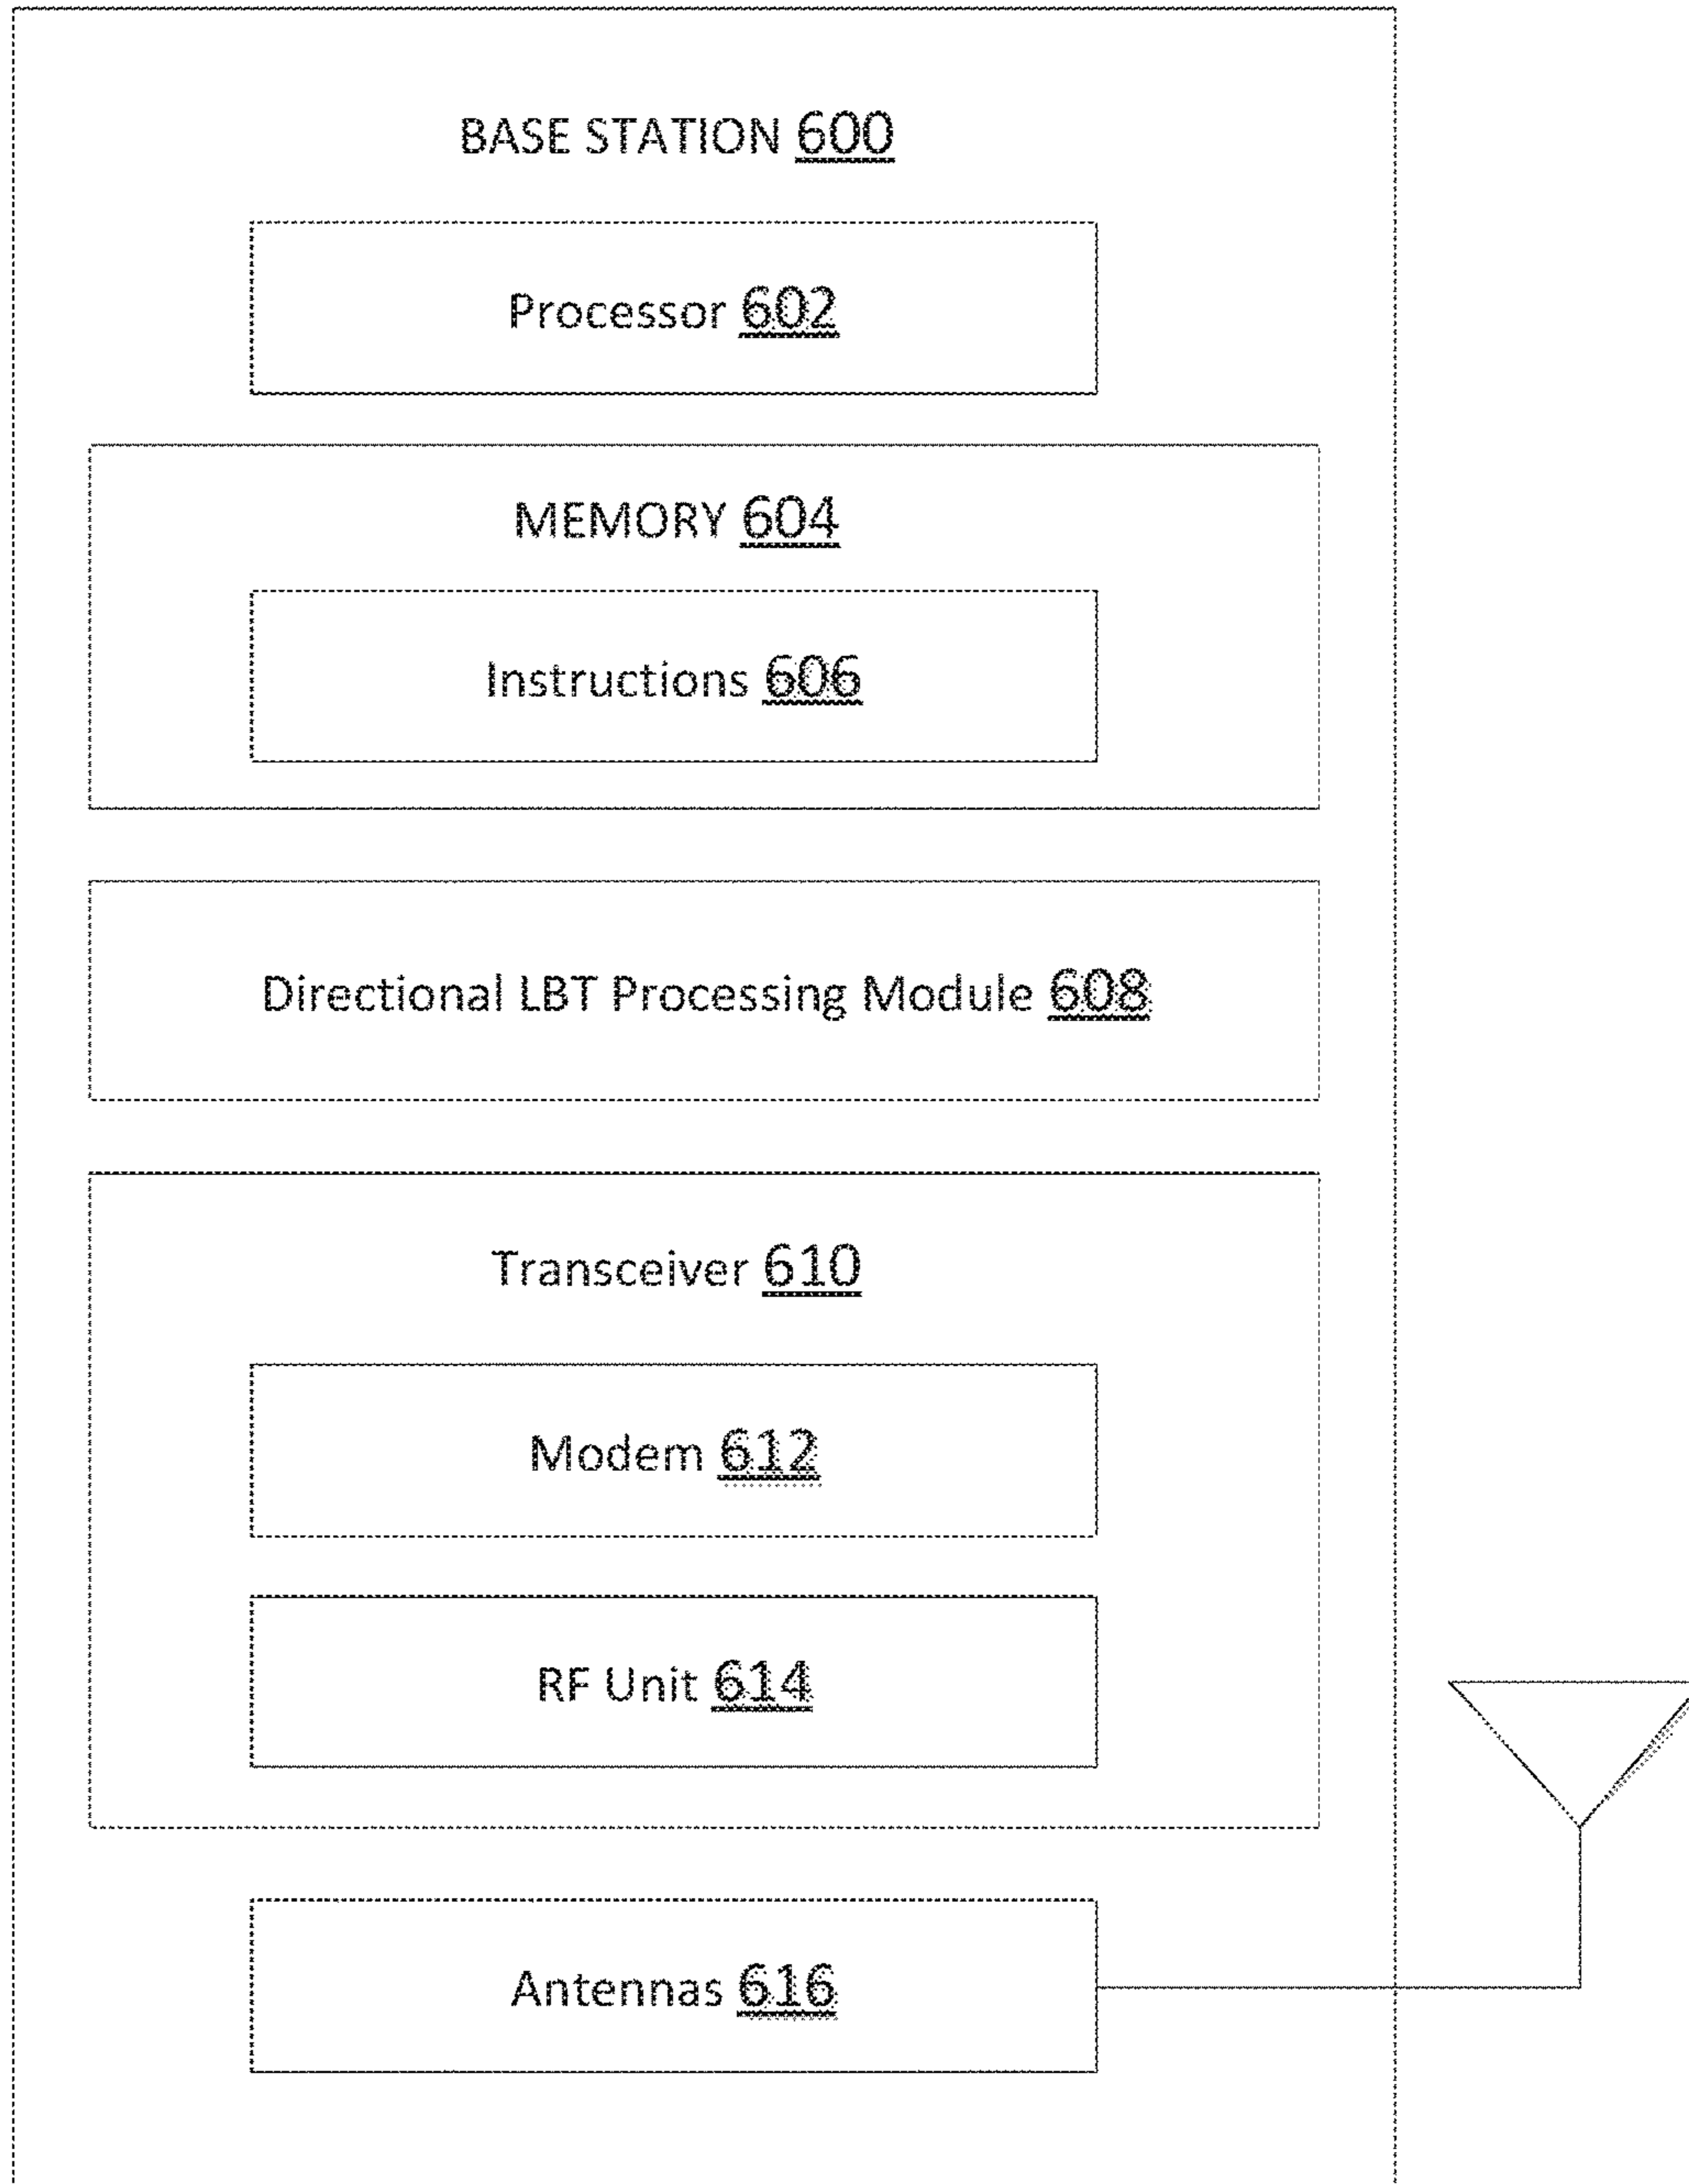 BASE STATION 600
Processor 602
MEMORY 604
Instructions 606
Directional LBT Processing Module 608
Transceiver 610
Modem 612
RF Unit 614
Antennas 616